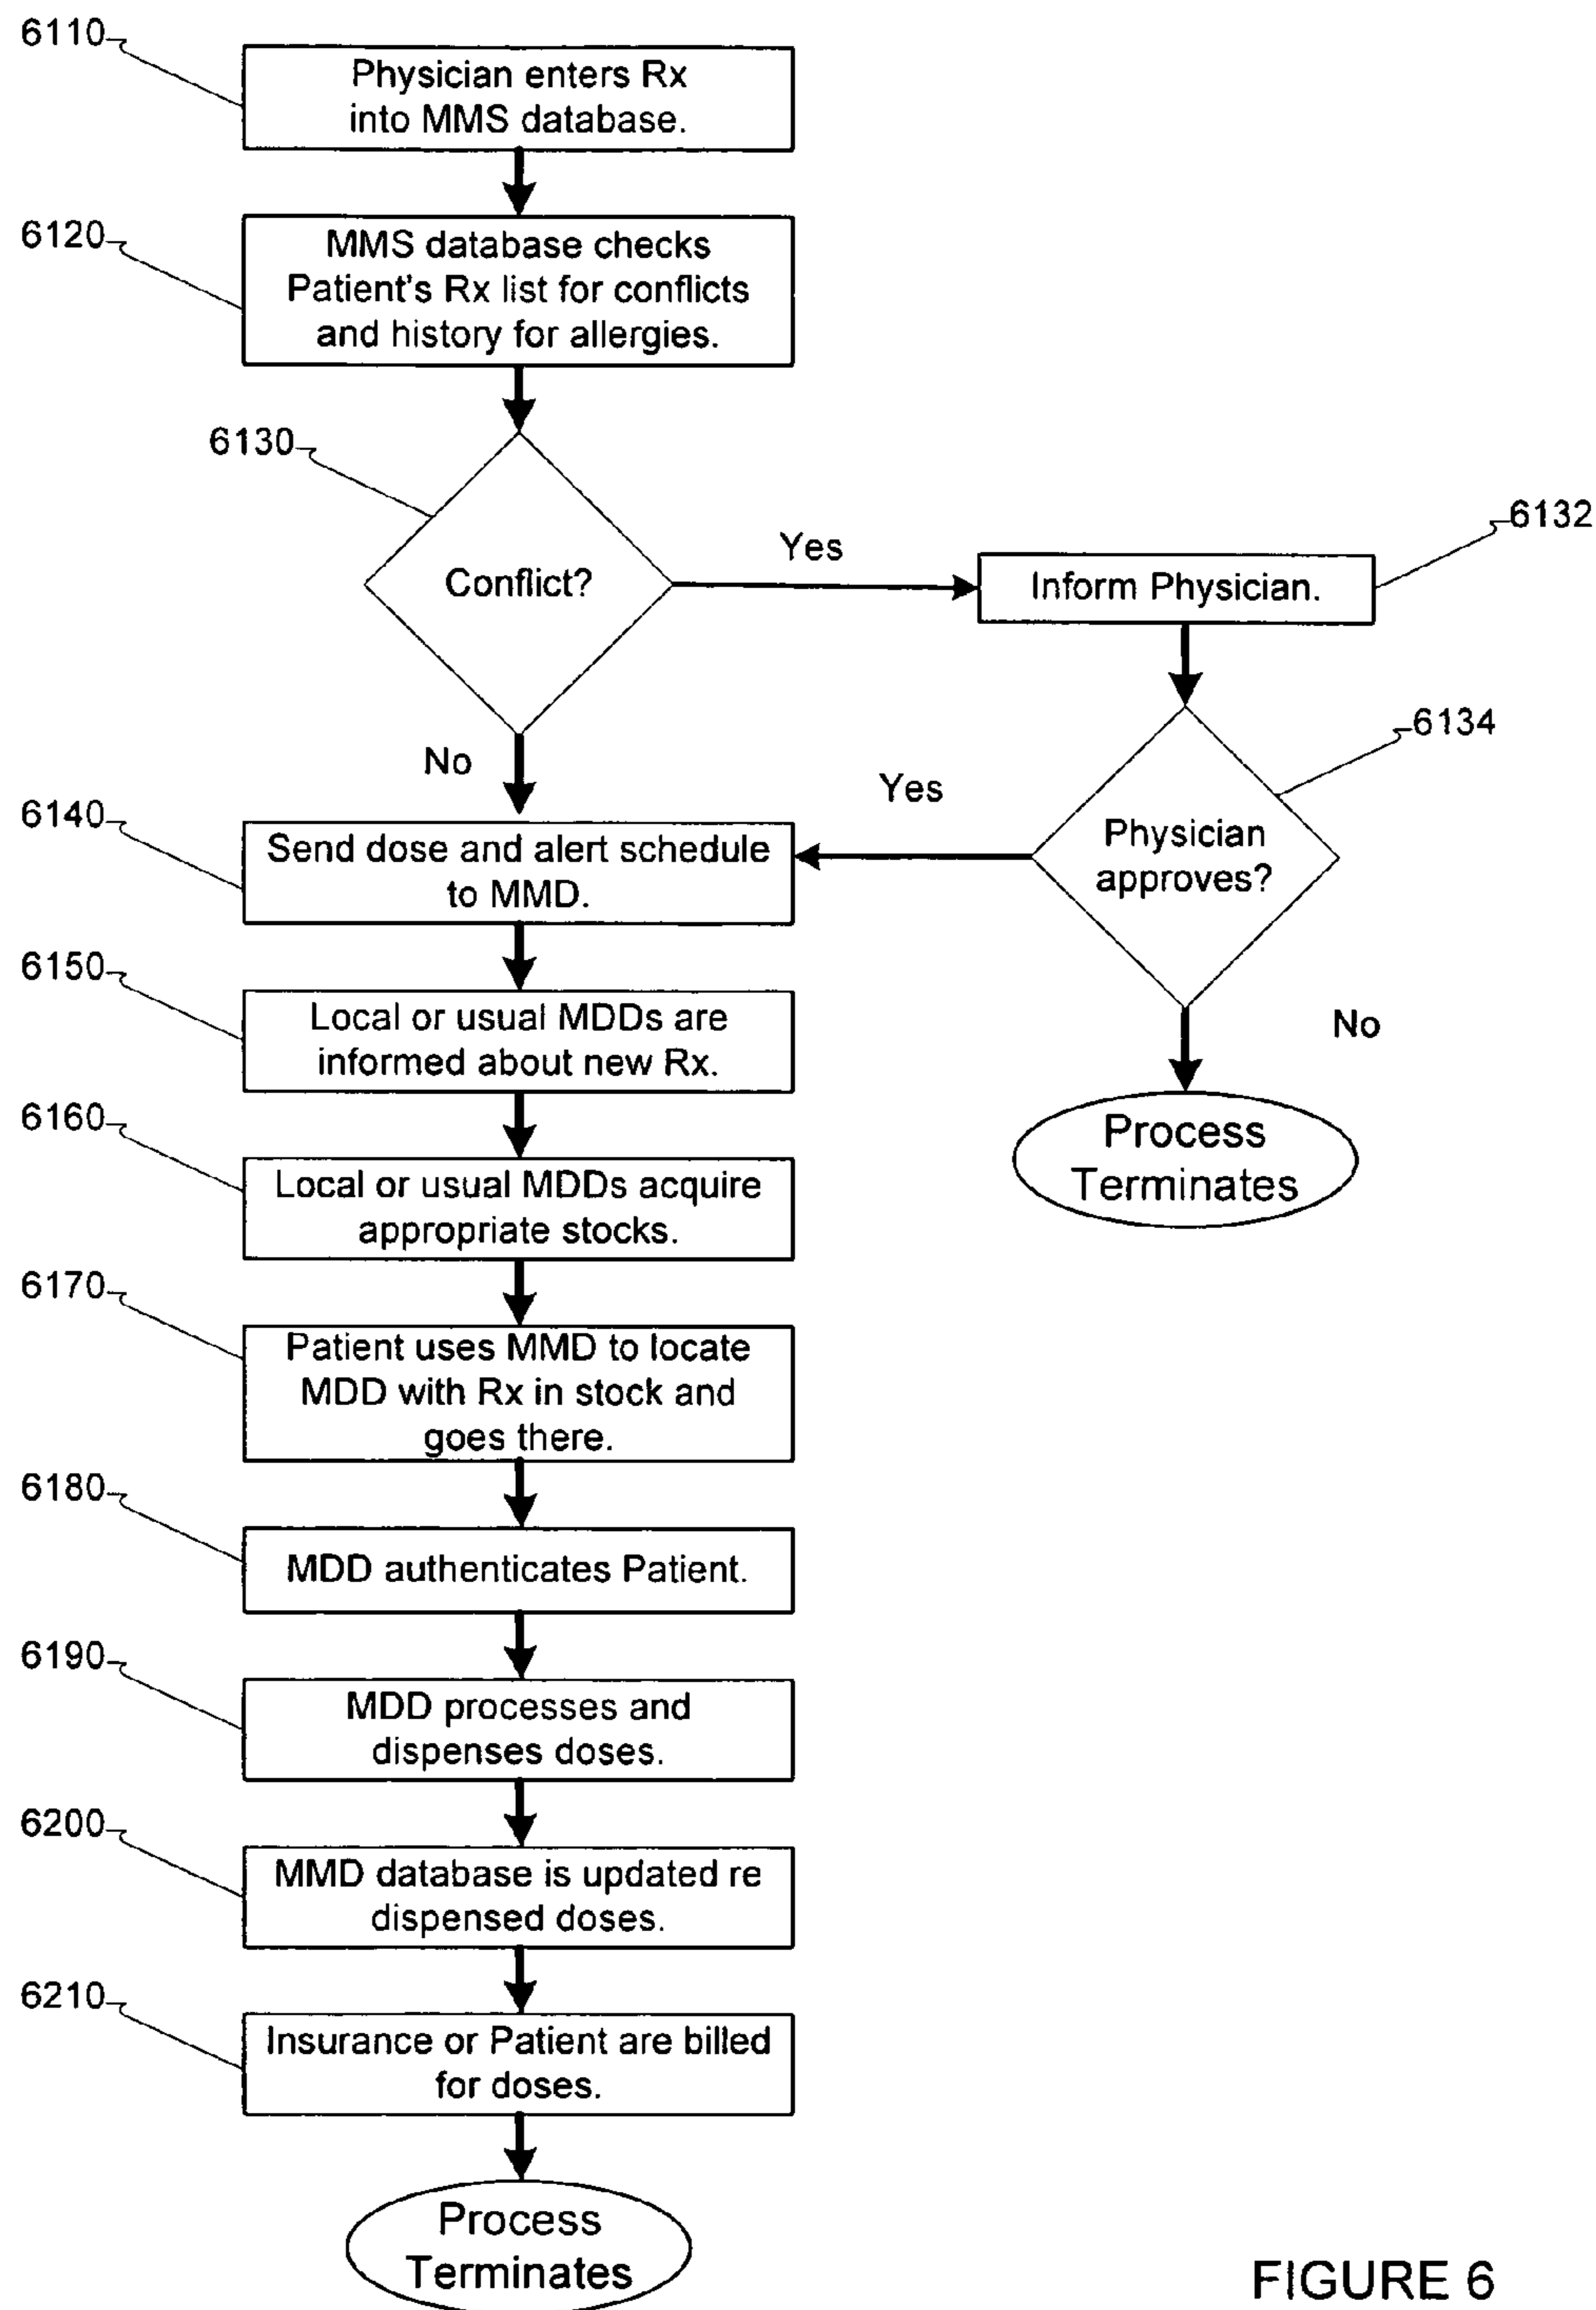 6110
Physician enters Rx
into MMS database.
6120
MMS database checks
Patient's Rx list for conflicts
and history for allergies.
6130
Conflict?
Yes
6132
Inform Physician.
No
6134
Physician
approves?
Yes
No
Process
Terminates
6140
Send dose and alert schedule
to MMD.
6150
Local or usual MDDs are
informed about new Rx.
6160
Local or usual MDDs acquire
appropriate stocks.
6170
Patient uses MMD to locate
MDD with Rx in stock and
goes there.
6180
MDD authenticates Patient.
6190
MDD processes and
dispenses doses.
6200
MMD database is updated re
dispensed doses.
6210
Insurance or Patient are billed
for doses.
Process
Terminates
FIGURE 6